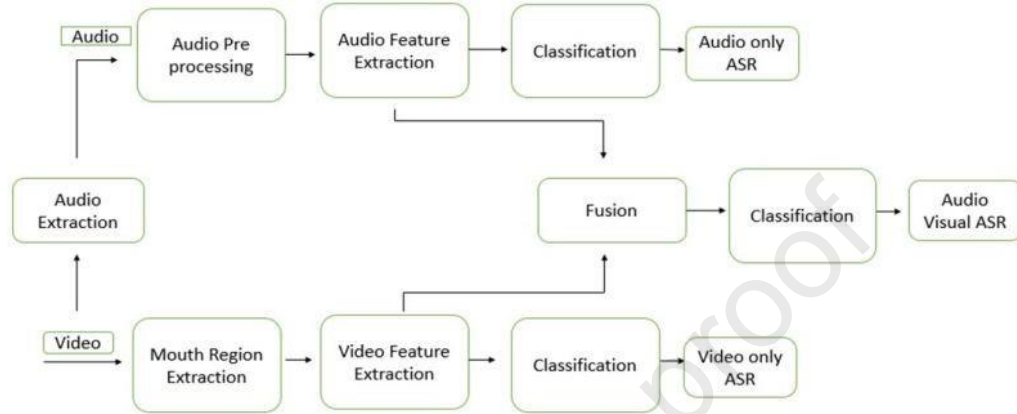 Audio
Audio Pre
processing
Audio Feature
Extraction
Classification
Audio only
ASR
Audio
Extraction
Fusion
Classification
Audio
Visual ASR
Video
Mouth Region
Extraction
Video Feature
Extraction
Classification
Video only
ASR
proof